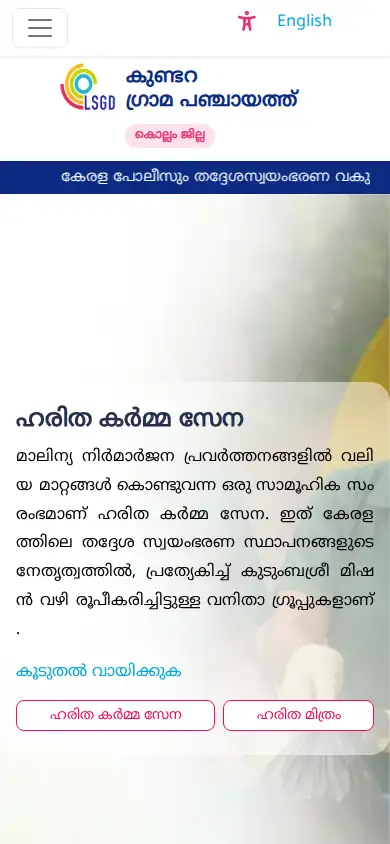 English
കുണ്ടറ
ഗ്രാമ പഞ്ചായത്ത്
LSGD
കൊല്ലം ജില്ല
കേരള പോലീസും തദ്ദേശസ്വയംഭരണ വകു
ഹരിത കർമ്മ സേന
മാലിന്യ നിർമാർജന പ്രവർത്തനങ്ങളിൽ വലി
യ മാറ്റങ്ങൾ കൊണ്ടുവന്ന ഒരു സാമൂഹിക സം
രംഭമാണ് ഹരിത കർമ്മ സേന. ഇത് കേരള
ത്തിലെ തദ്ദേശ സ്വയംഭരണ സ്ഥാപനങ്ങളുടെ
നേതൃത്വത്തിൽ, പ്രത്യേകിച്ച് കുടുംബശ്രീ മിഷ
ൻ വഴി രൂപീകരിച്ചിട്ടുള്ള വനിതാ ഗ്രൂപ്പുകളാണ്
.
കൂടുതൽ വായിക്കുക
ഹരിത കർമ്മ സേന
ഹരിത മിത്രം